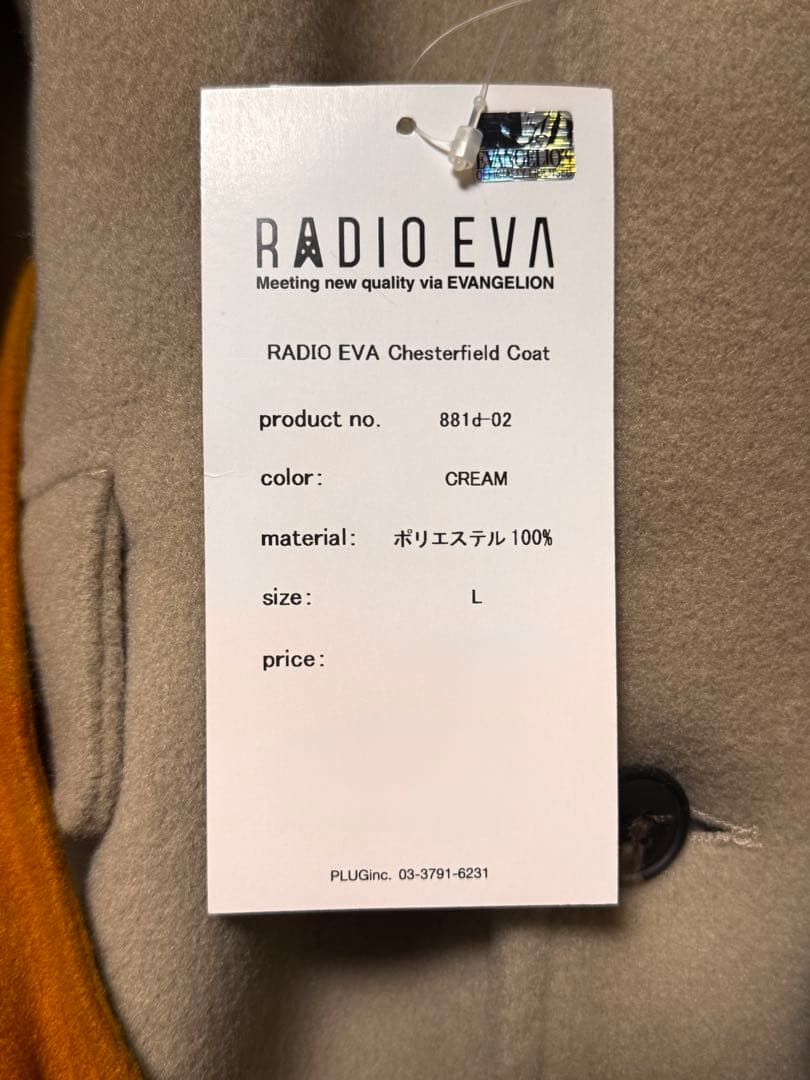 EVANGELION
RADIO EVA
Meeting new quality via EVANGELION
RADIO EVA Chesterfield Coat
product no. 881d-02
color: CREAM
material: ポリエステル 100%
size: L
price:
PLUGinc. 03-3791-6231